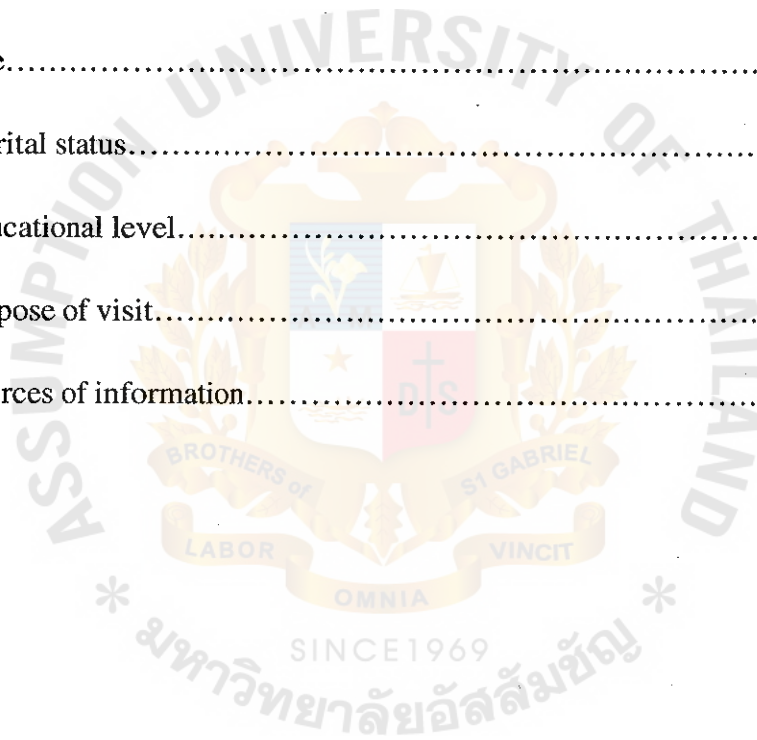 e................................................................
rital status................................................................
cational level................................................................
pose of visit................................................................
rces of information................................................................
ASSUMPTION UNIVERSITY OF THAILAND
D S
BROTHERS of ST GABRIEL
LABOR OMNIA VINCIT
SINCE1969
* มหาวิทยาลัยอัสสัมชัญ *